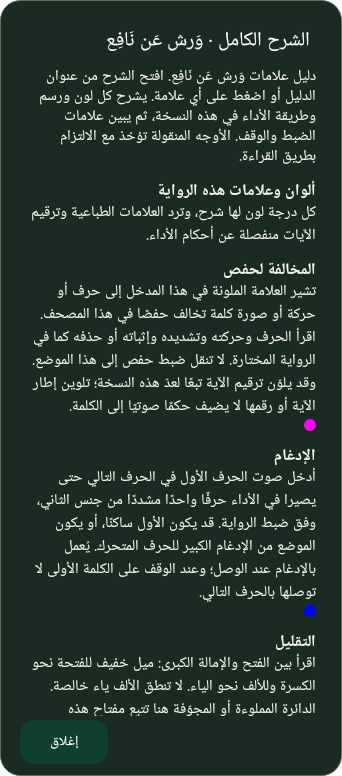 الشرح الكامل · وَرش عَن نَافِع
دليل علامات وَرش عَن نَافِع. افتح الشرح من عنوان
الدليل أو اضغط على أي علامة. يشرح كل لون ورسم
وطريقة الأداء في هذه النسخة، ثم يبين علامات
الضبط والوقف. الأوجه المنقولة تؤخذ مع الالتزام
بطريق القراءة.
ألوان وعلامات هذه الرواية
كل درجة لون لها شرح، وترد العلامات الطباعية وترقيم
الآيات منفصلة عن أحكام الأداء.
المخالفة لحفص
تشير العلامة الملونة في هذا المدخل إلى حرف أو
حركة أو صورة كلمة تخالف حفصًا في هذا المصحف.
اقرأ الحرف وحركته وتشديده وإثباته أو حذفه كما في
الرواية المختارة. لا تنقل ضبط حفص إلى هذا الموضع.
وقد يلوَّن ترقيم الآية تبعًا لعدّ هذه النسخة؛ تلوين إطار
الآية أو رقمها لا يضيف حكمًا صوتيًا إلى الكلمة.
الإدغام
أدخل صوت الحرف الأول في الحرف التالي حتى
يصيرا في الأداء حرفًا واحدًا مشددًا من جنس الثاني،
وفق ضبط الرواية. قد يكون الأول ساكنًا، أو يكون
الموضع من الإدغام الكبير للحرف المتحرك. يُعمل
بالإدغام عند الوصل؛ وعند الوقف على الكلمة الأولى لا
توصلها بالحرف التالي.
التقليل
اقرأ بين الفتح والإمالة الكبرى: ميل خفيف للفتحة نحو
الكسرة وللألف نحو الياء. لا تنطق الألف ياء خالصة.
الدائرة المملوءة أو المجوّفة هنا تتبع مفتاح هذه
إغلاق